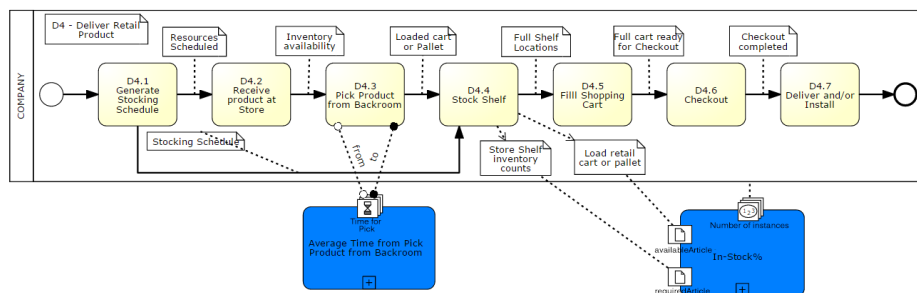 D4 - Deliver Retail
Product
Resources
Scheduled
Inventory
availability
Loaded cart
or Pallet
Full Shelf
Locations
Full cart ready
for Checkout
Checkout
completed
COMPANY
D4.1
Generate
Stocking
Schedule
D4.2
Receive
product at
Store
D4.3
Pick Product
from Backroom
D4.4
Stock Shelf
D4.5
Filll Shopping
Cart
D4.6
Checkout
D4.7
Deliver and/or
Install
Stocking Schedule
from
to
Store Shelf
inventory
counts
Load retail
cart or pallet
Time for
Pick
Average Time from Pick
Product from Backroom
123
Number of instances
availableArticle
In-Stock%
requiredArticle